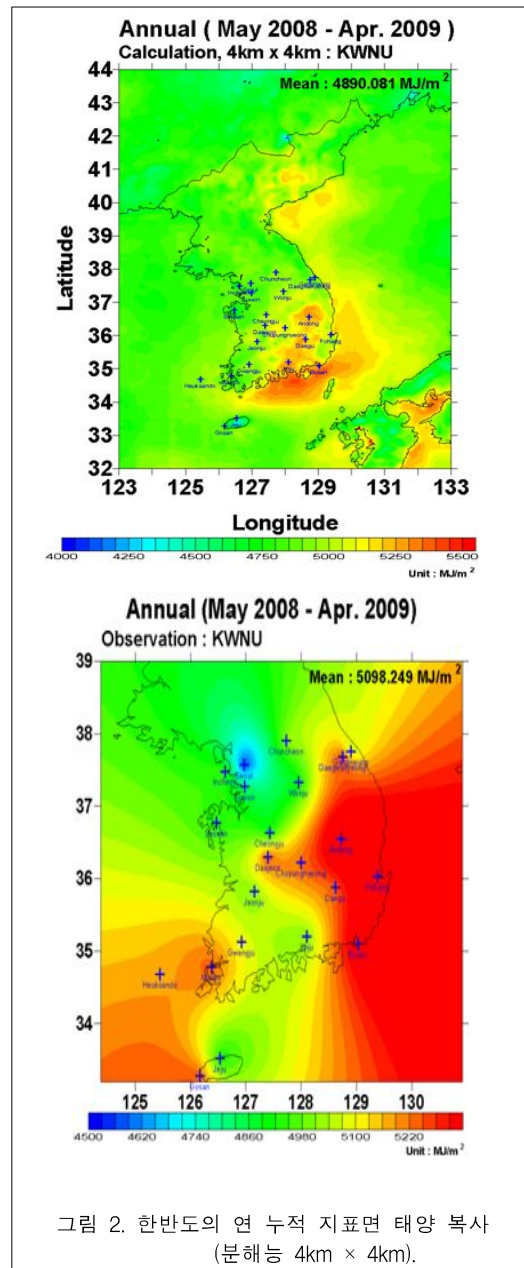 Annual ( May 2008 - Apr. 2009 )
Calculation, 4km x 4km : KWNU
Mean : 4890.081 MJ/m²
44
43
42
41
40
39
38
37
36
35
34
33
32
Latitude
Chuncheon
Wonju
Cheongju
Andong
Pohang
Daegu
Jeonju
Heuksando
Gosan
123 125 127 129 131 133
Longitude
4000 4250 4500 4750 5000 5250 5500
Unit : MJ/m²
Annual (May 2008 - Apr. 2009)
Observation : KWNU
Mean : 5098.249 MJ/m²
39
38
37
36
35
34
Chuncheon
Seoul
Incheon
Wonju
Cheongju
Chupungnyeong
Andong
Pohang
Daegu
Jeonju
Gwangju
Heuksando
Jeju
Gosan
125 126 127 128 129 130
4500 4620 4740 4860 4980 5100 5220
Unit : MJ/m²
그림 2. 한반도의 연 누적 지표면 태양 복사
(분해능 4km × 4km).